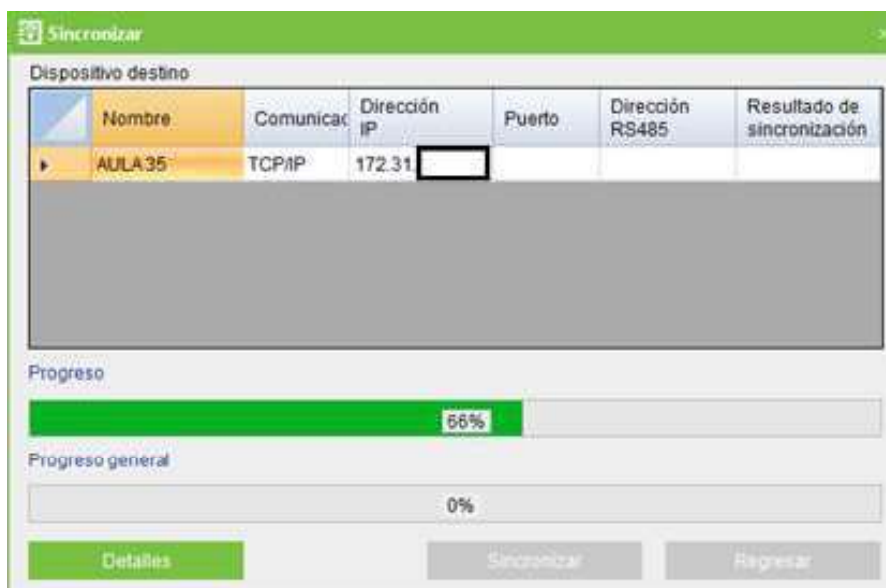 Sincronizar
Dispositivo destino
Nombre Comunicac Dirección IP Puerto Dirección RS485 Resultado de sincronización
AULA35 TCP/IP 172.31.
Progreso
66%
Progreso general
0%
Detalles Sincronizar Regresar